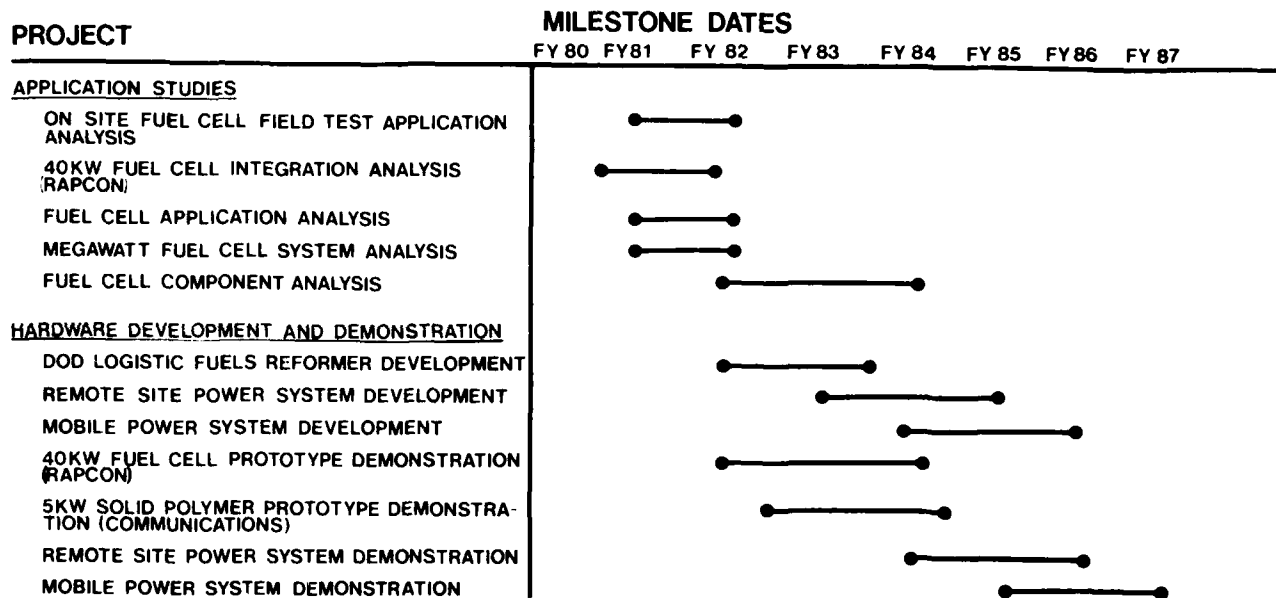 MILESTONE DATES
PROJECT
FY 80 FY81 FY 82 FY 83 FY 84 FY 85 FY 86 FY 87
APPLICATION STUDIES
ON SITE FUEL CELL FIELD TEST APPLICATION
ANALYSIS
40KW FUEL CELL INTEGRATION ANALYSIS
(RAPCON)
FUEL CELL APPLICATION ANALYSIS
MEGAWATT FUEL CELL SYSTEM ANALYSIS
FUEL CELL COMPONENT ANALYSIS
HARDWARE DEVELOPMENT AND DEMONSTRATION
DOD LOGISTIC FUELS REFORMER DEVELOPMENT
REMOTE SITE POWER SYSTEM DEVELOPMENT
MOBILE POWER SYSTEM DEVELOPMENT
40KW FUEL CELL PROTOTYPE DEMONSTRATION
(RAPCON)
5KW SOLID POLYMER PROTOTYPE DEMONSTRA-
TION (COMMUNICATIONS)
REMOTE SITE POWER SYSTEM DEMONSTRATION
MOBILE POWER SYSTEM DEMONSTRATION